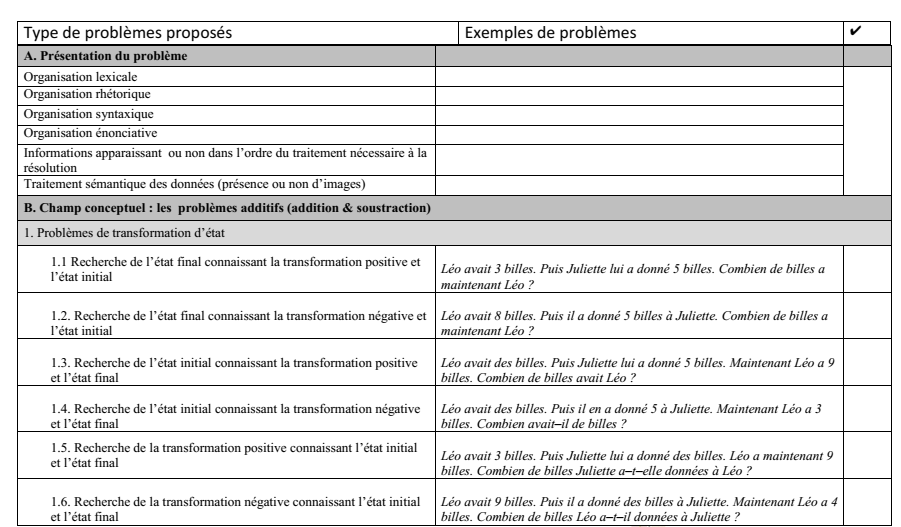 Type de problèmes proposés
Exemples de problèmes
✔
A. Présentation du problème
Organisation lexicale
Organisation rhétorique
Organisation syntaxique
Organisation énonciative
Informations apparaissant ou non dans l'ordre du traitement nécessaire à la
résolution
Traitement sémantique des données (présence ou non d'images)
B. Champ conceptuel : les problèmes additifs (addition & soustraction)
1. Problèmes de transformation d'état
1.1 Recherche de l'état final connaissant la transformation positive et
l'état initial
Léo avait 3 billes. Puis Juliette lui a donné 5 billes. Combien de billes a
maintenant Léo ?
1.2. Recherche de l'état final connaissant la transformation négative et
l'état initial
Léo avait 8 billes. Puis il a donné 5 billes à Juliette. Combien de billes a
maintenant Léo ?
1.3. Recherche de l'état initial connaissant la transformation positive
et l'état final
Léo avait des billes. Puis Juliette lui a donné 5 billes. Maintenant Léo a 9
billes. Combien de billes avait Léo ?
1.4. Recherche de l'état initial connaissant la transformation négative
et l'état final
Léo avait des billes. Puis il en a donné 5 à Juliette. Maintenant Léo a 3
billes. Combien avait–il de billes ?
1.5. Recherche de la transformation positive connaissant l'état initial
et l'état final
Léo avait 3 billes. Puis Juliette lui a donné des billes. Léo a maintenant 9
billes. Combien de billes Juliette a–t–elle données à Léo ?
1.6. Recherche de la transformation négative connaissant l'état initial
et l'état final
Léo avait 9 billes. Puis il a donné des billes à Juliette. Maintenant Léo a 4
billes. Combien de billes Léo a–t–il données à Juliette ?